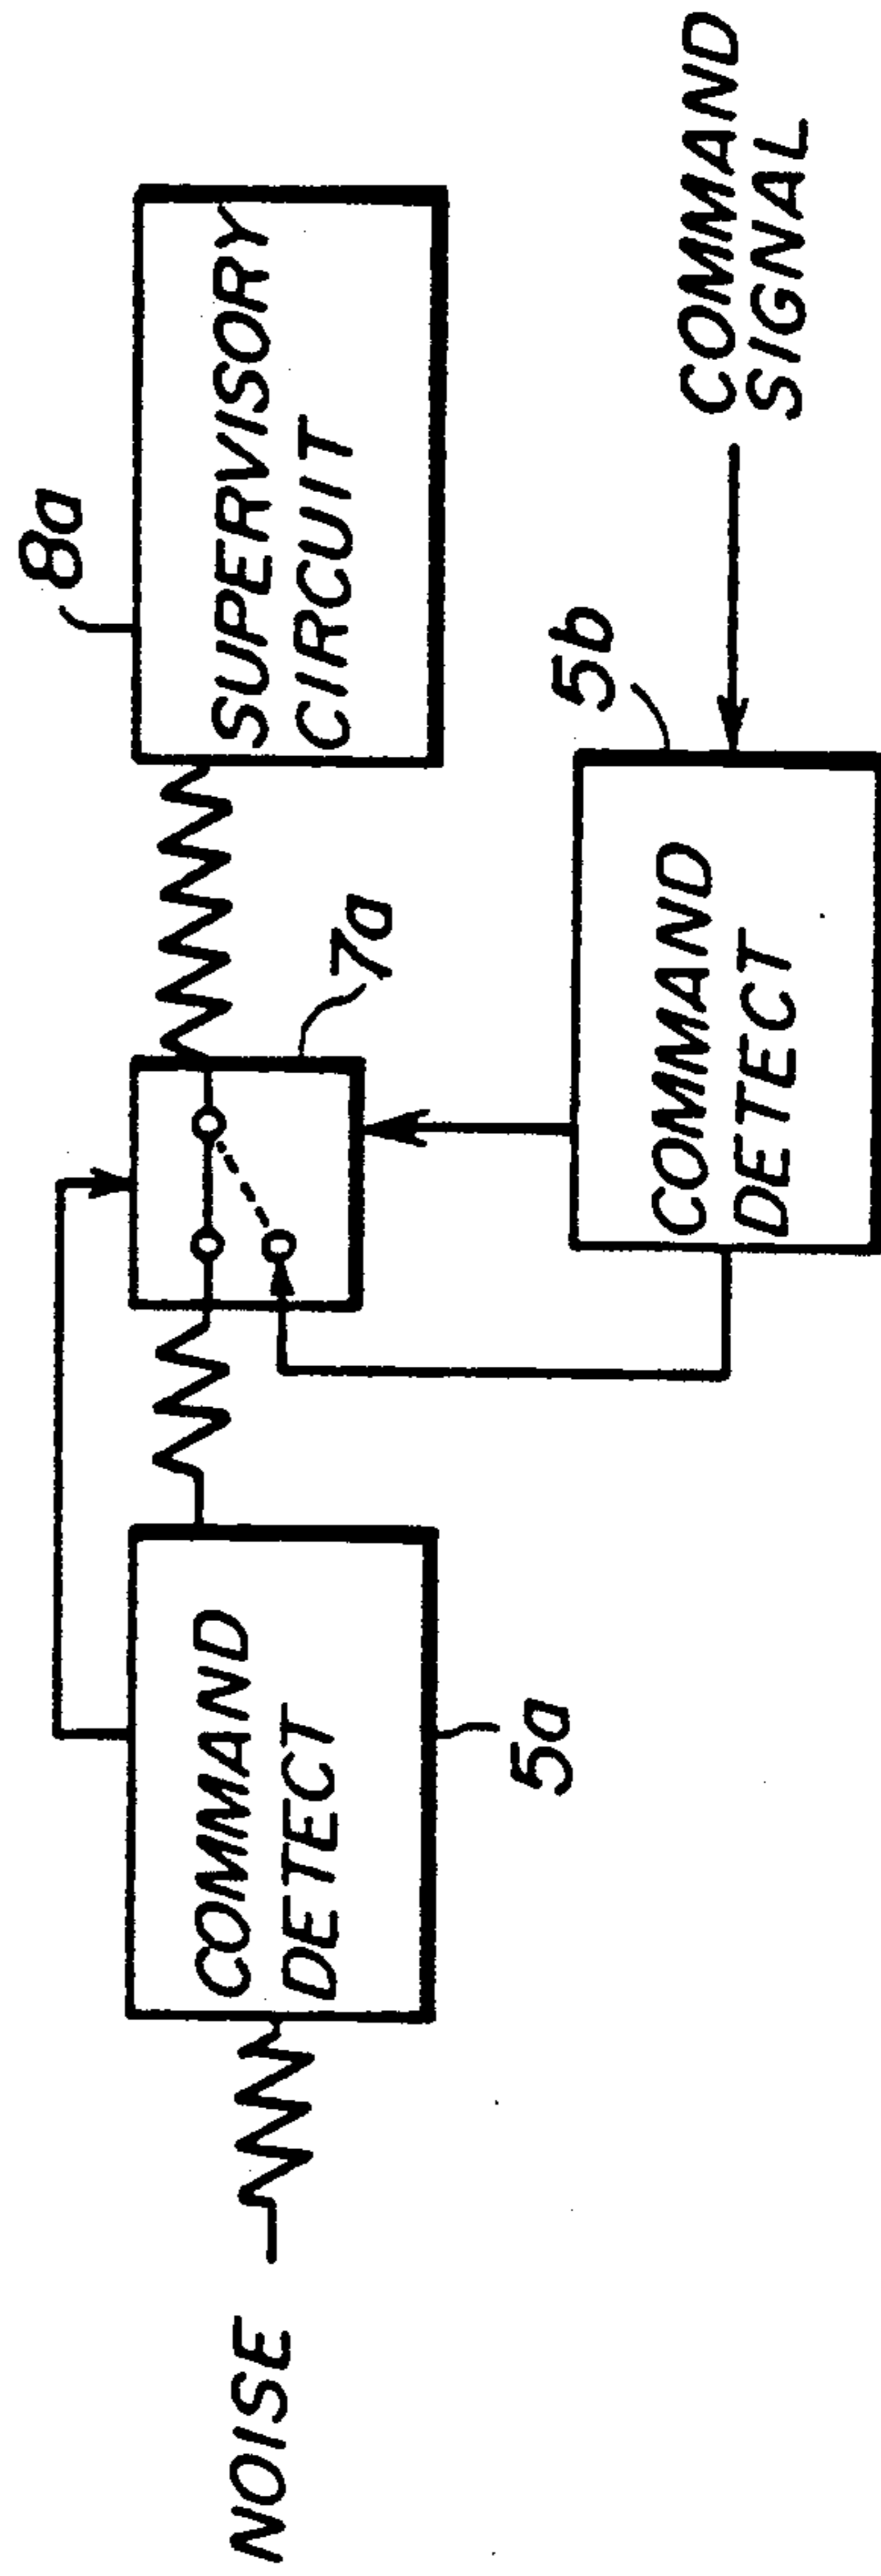 8a
SUPERVISORY
CIRCUIT
7a
COMMAND
DETECT
5a
NOISE
5b
COMMAND
DETECT
COMMAND
SIGNAL